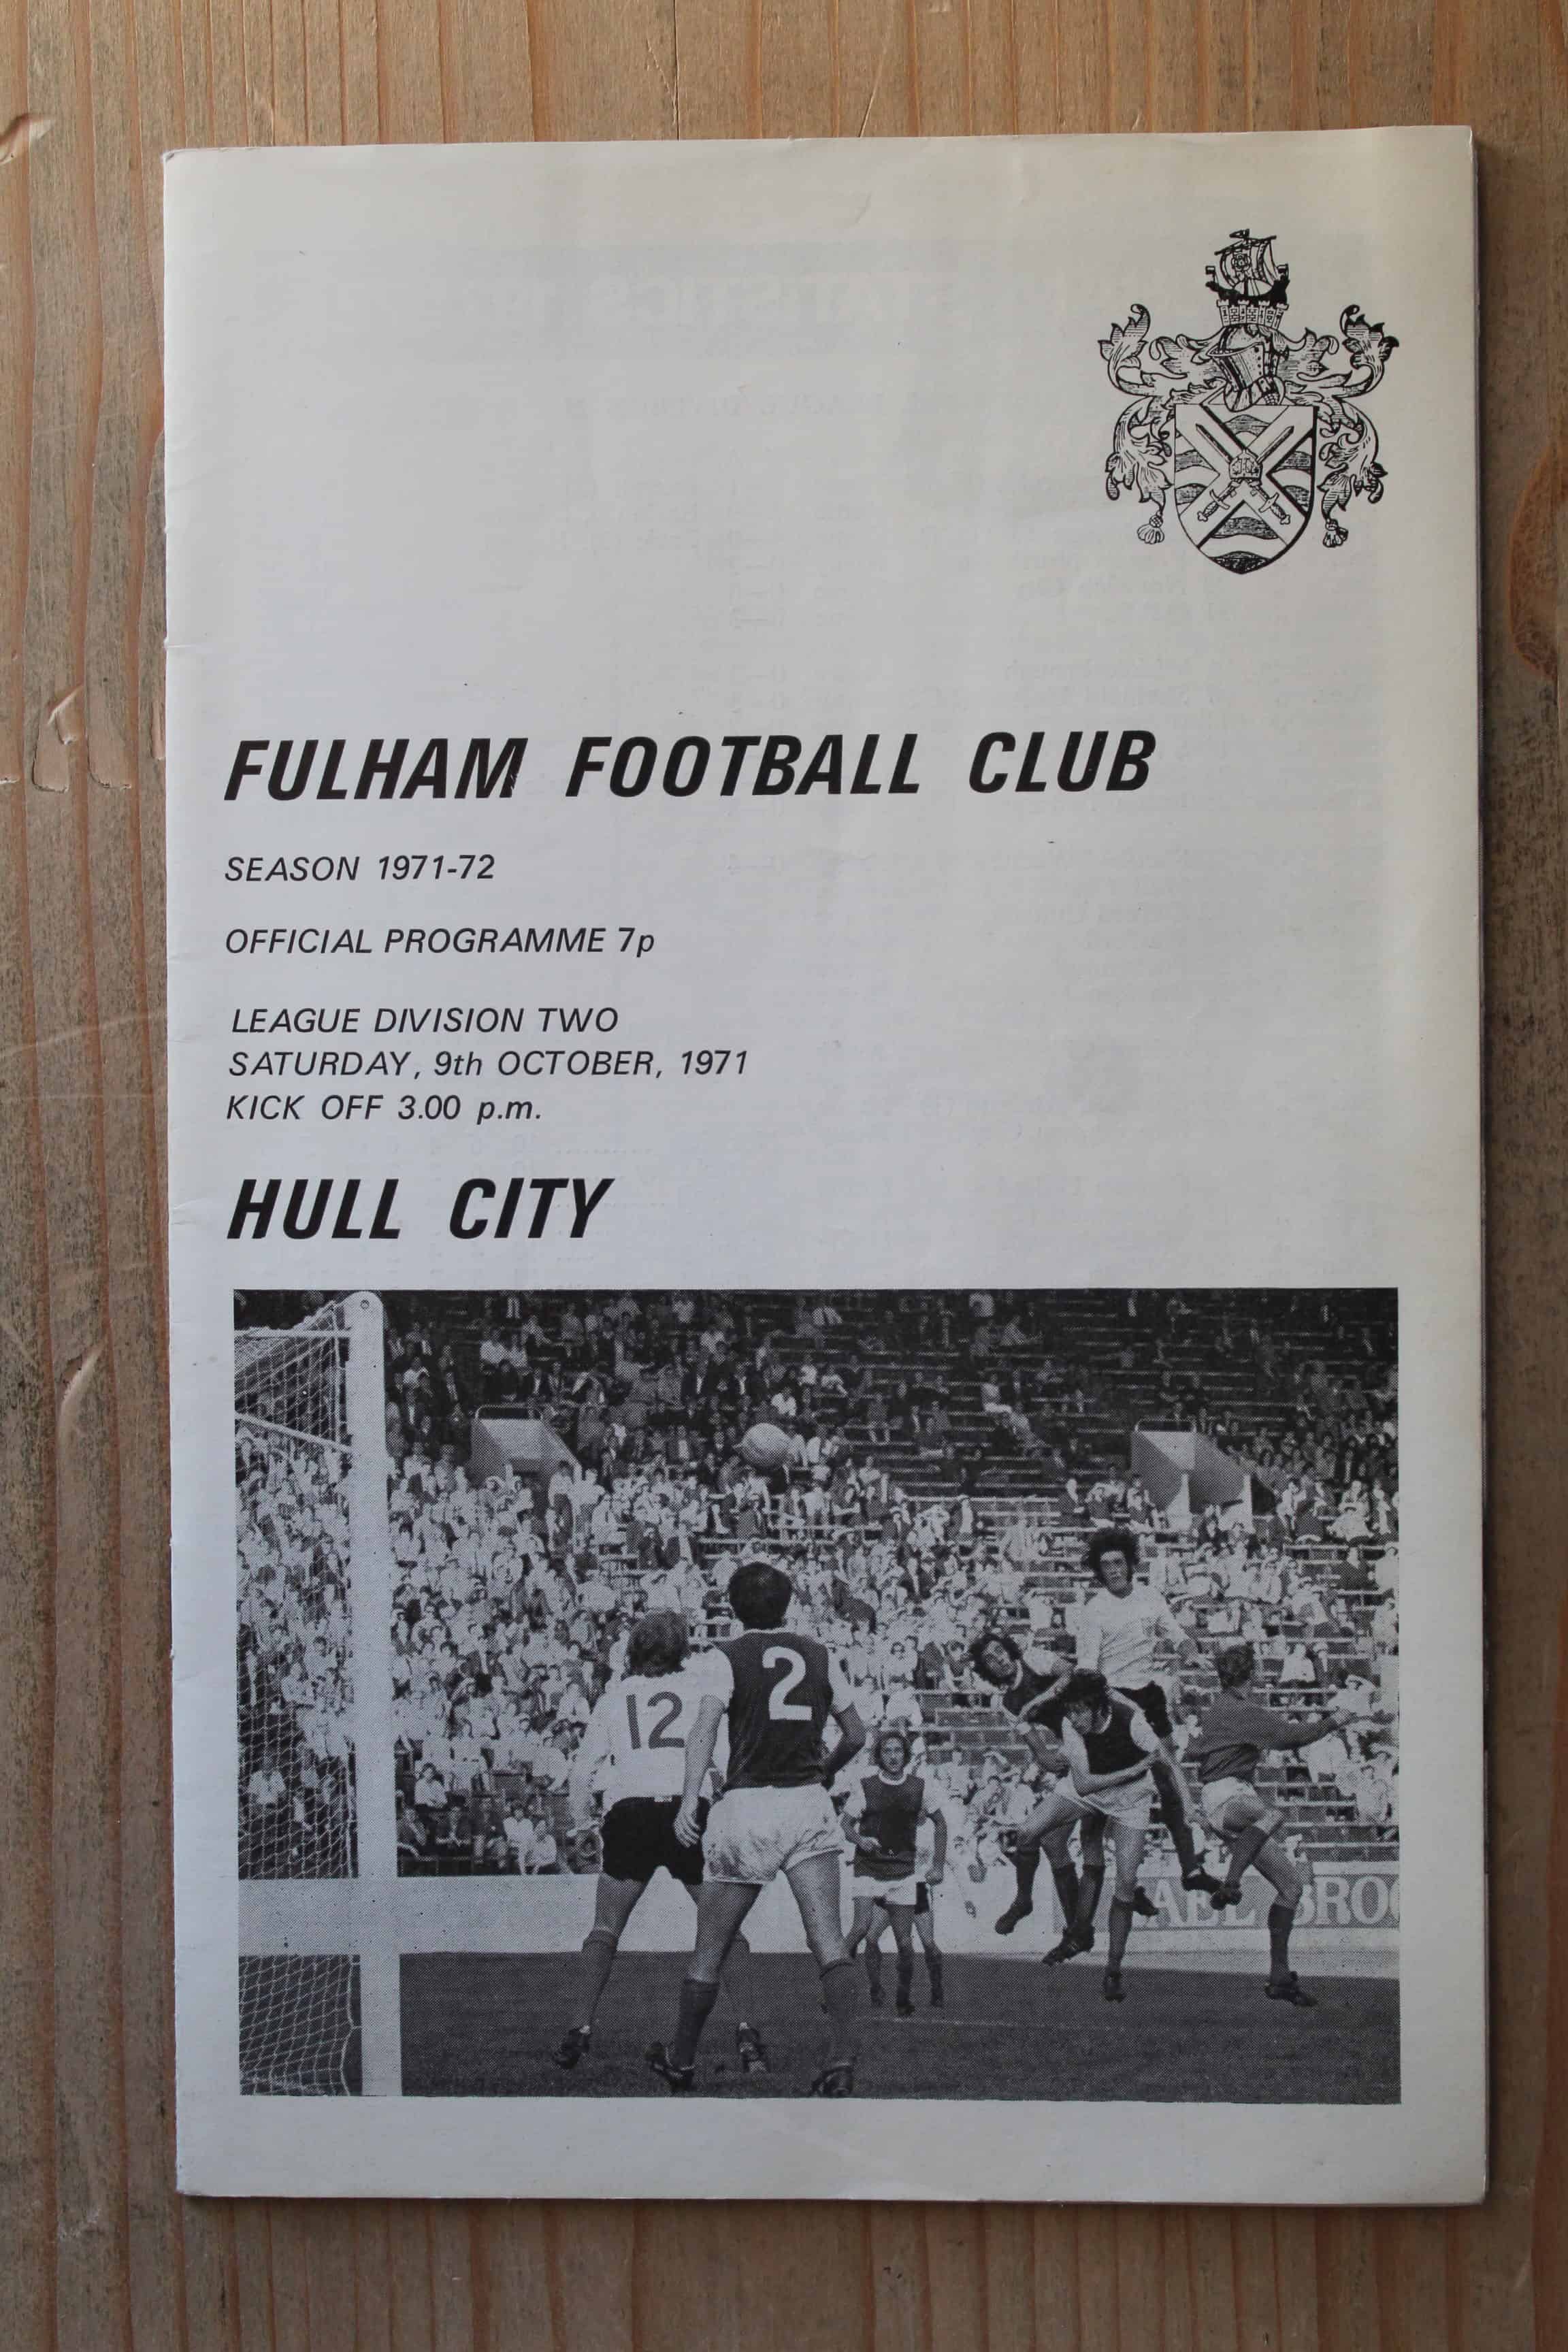 FULHAM FOOTBALL CLUB
SEASON 1971-72
OFFICIAL PROGRAMME 7p
LEAGUE DIVISION TWO
SATURDAY, 9th OCTOBER, 1971
KICK OFF 3.00 p.m.
HULL CITY
12
2